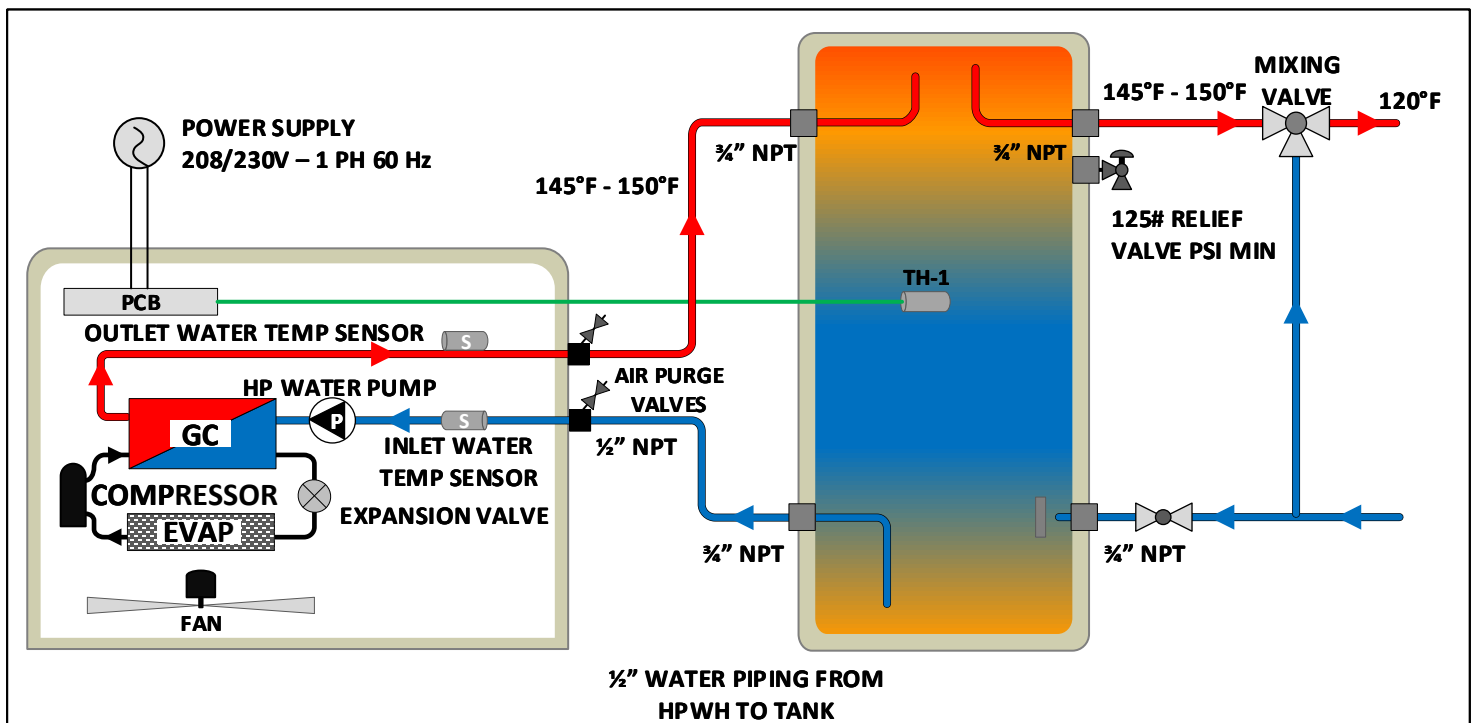 POWER SUPPLY
208/230V – 1 PH 60 Hz
145°F - 150°F
¾” NPT
¾” NPT
145°F - 150°F
MIXING
VALVE
120°F
125# RELIEF
VALVE PSI MIN
PCB
TH-1
OUTLET WATER TEMP SENSOR
S
HP WATER PUMP
AIR PURGE
VALVES
GC
P
S
½” NPT
INLET WATER
TEMP SENSOR
COMPRESSOR
EXPANSION VALVE
EVAP
¾” NPT
¾” NPT
FAN
½” WATER PIPING FROM
HPWH TO TANK